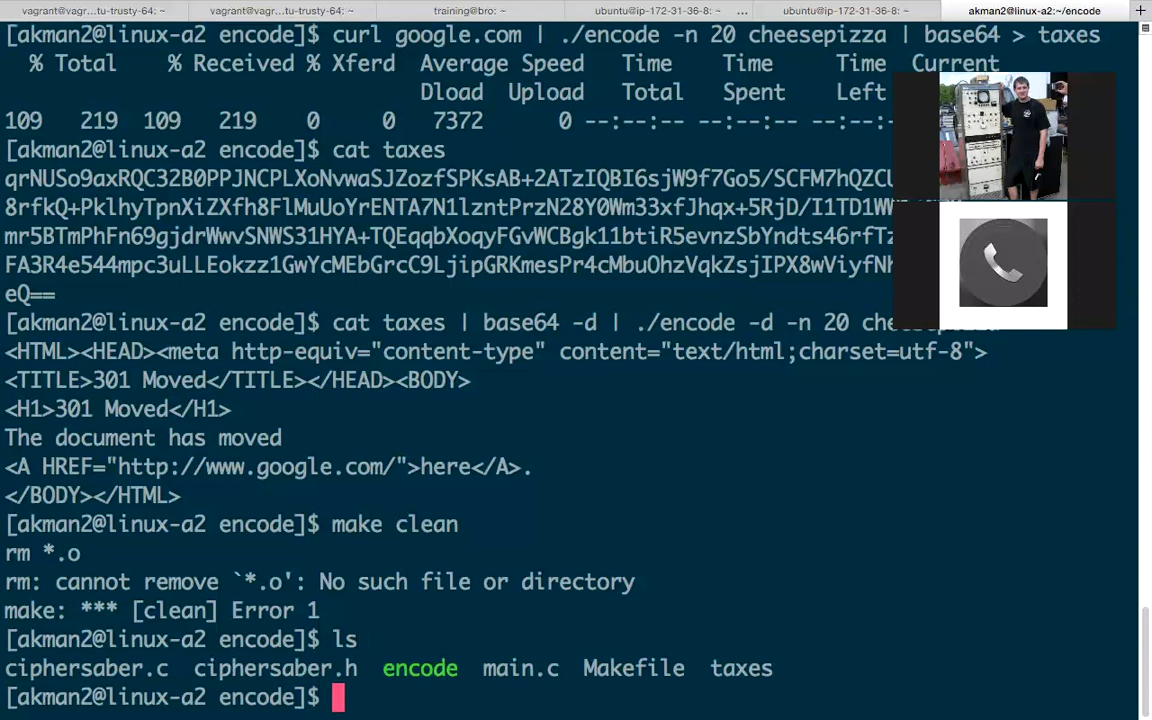 vagrant@vagr...tu-trusty-64: ~ vagrant@vagr...tu-trusty-64: ~ training@bro: ~ ubuntu@ip-172-31-36-8: ~ ... ubuntu@ip-172-31-36-8: ~ akman2@linux-a2:~/encode +
[akman2@linux-a2 encode]$ curl google.com | ./encode -n 20 cheesepizza | base64 > taxes
% Total % Received % Xferd Average Speed Time Time Time Current
Dload Upload Total Spent Left
109 219 109 219 0 0 7372 0 --:--:-- --:--:-- --:--:--
[akman2@linux-a2 encode]$ cat taxes
qrNUSo9axRQC32B0PPJNCPLXoNvwaSJZozfSPKsAB+2ATzIQBI6sjW9f7Go5/SCFM7hQZCU
8rfkQ+PklhyTpnXiZXfh8FlMuUoYrENTA7N1lzntPrzN28Y0Wm33xfJhqx+5RjD/I1TD1WW
mr5BTmPhFn69gjdrWwvSNWS31HYA+TQEqqbXoqyFGvWCBgk11btiR5evnzSbYndts46rfTz
FA3R4e544mpc3uLLEokzz1GwYcMEbGrcC9LjipGRKmesPr4cMbuOhzVqkZsjIPX8wViyfN
eQ==
[akman2@linux-a2 encode]$ cat taxes | base64 -d | ./encode -d -n 20
<HTML><HEAD><meta http-equiv="content-type" content="text/html;charset=utf-8">
<TITLE>301 Moved</TITLE></HEAD><BODY>
<H1>301 Moved</H1>
The document has moved
<A HREF="http://www.google.com/">here</A>.
</BODY></HTML>
[akman2@linux-a2 encode]$ make clean
rm *.o
rm: cannot remove `*.o': No such file or directory
make: *** [clean] Error 1
[akman2@linux-a2 encode]$ ls
ciphersaber.c ciphersaber.h encode main.c Makefile taxes
[akman2@linux-a2 encode]$